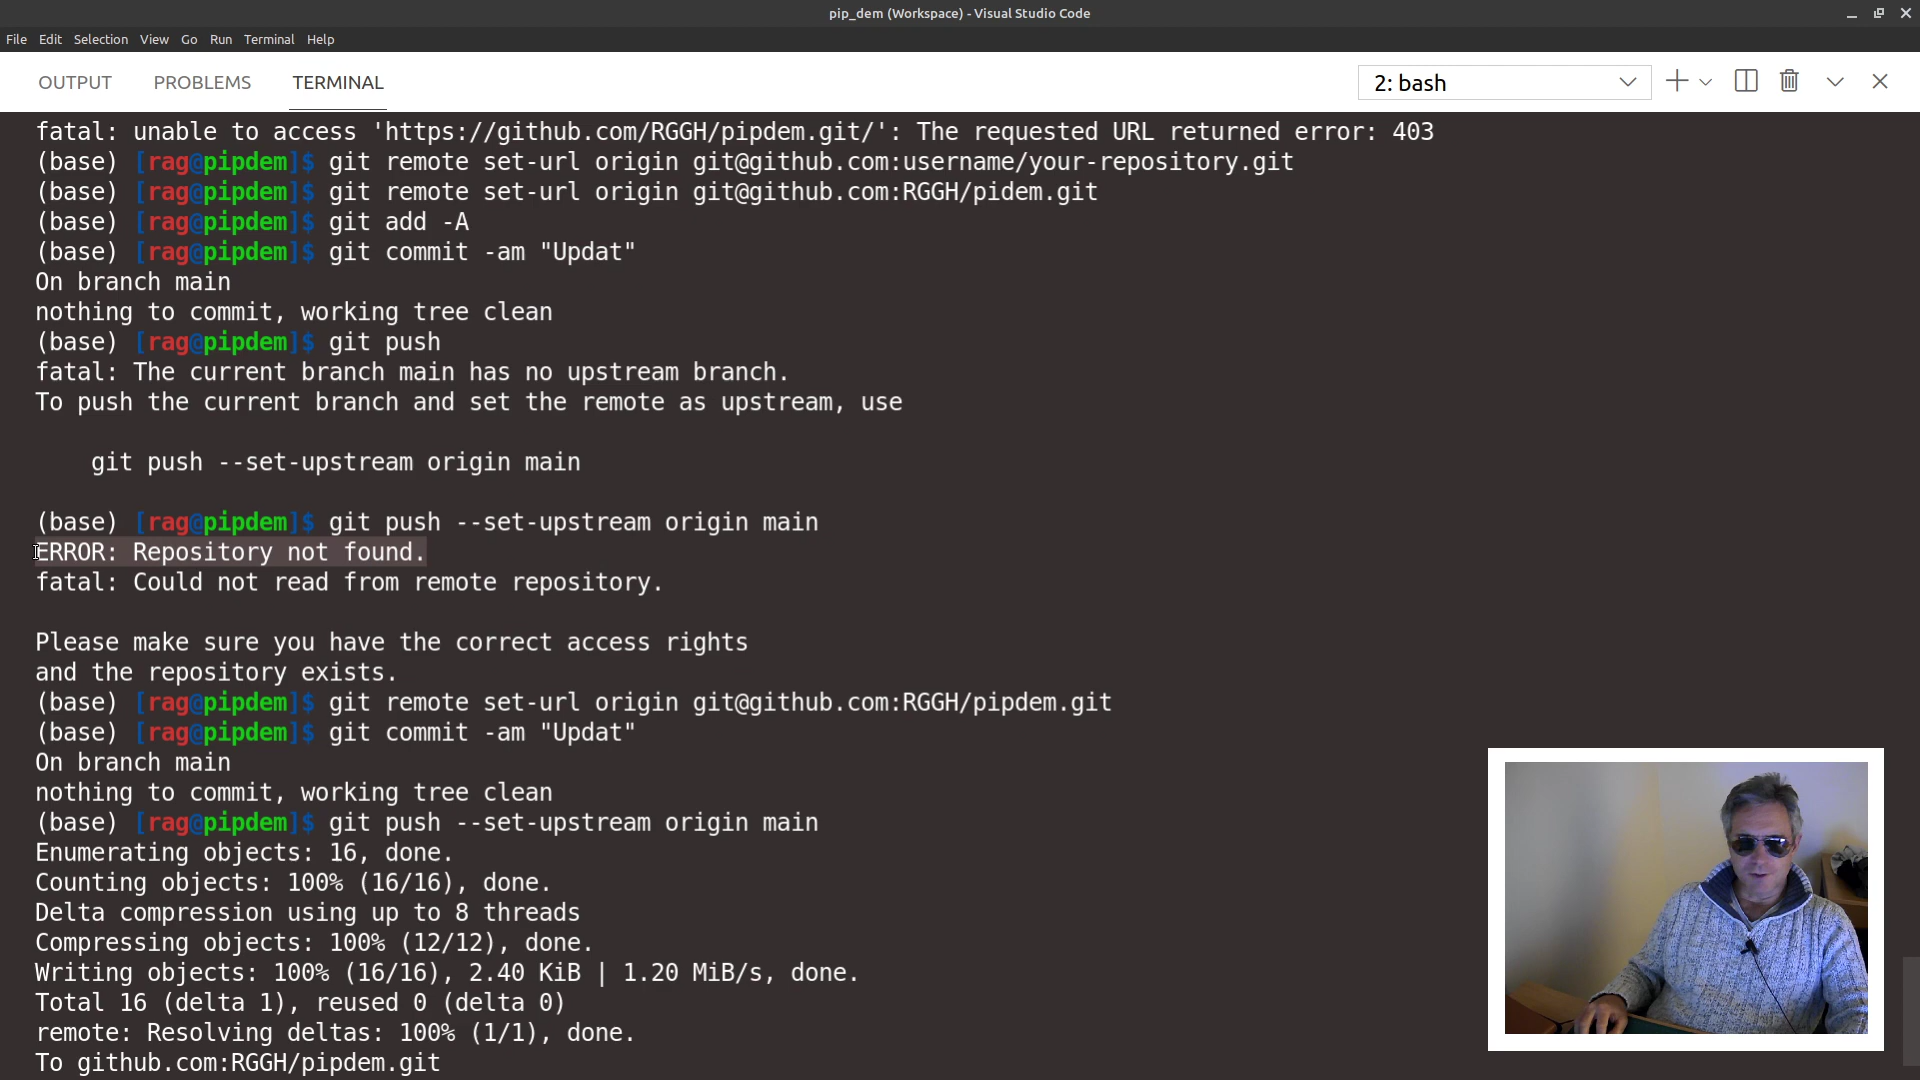 pip_dem (Workspace) - Visual Studio Code
File Edit Selection View Go Run Terminal Help
OUTPUT PROBLEMS TERMINAL 2: bash
fatal: unable to access 'https://github.com/RGGH/pipdem.git/': The requested URL returned error: 403
(base) [rag@pipdem]$ git remote set-url origin git@github.com:username/your-repository.git
(base) [rag@pipdem]$ git remote set-url origin git@github.com:RGGH/pidem.git
(base) [rag@pipdem]$ git add -A
(base) [rag@pipdem]$ git commit -am "Updat"
On branch main
nothing to commit, working tree clean
(base) [rag@pipdem]$ git push
fatal: The current branch main has no upstream branch.
To push the current branch and set the remote as upstream, use
git push --set-upstream origin main
(base) [rag@pipdem]$ git push --set-upstream origin main
ERROR: Repository not found.
fatal: Could not read from remote repository.
Please make sure you have the correct access rights
and the repository exists.
(base) [rag@pipdem]$ git remote set-url origin git@github.com:RGGH/pipdem.git
(base) [rag@pipdem]$ git commit -am "Updat"
On branch main
nothing to commit, working tree clean
(base) [rag@pipdem]$ git push --set-upstream origin main
Enumerating objects: 16, done.
Counting objects: 100% (16/16), done.
Delta compression using up to 8 threads
Compressing objects: 100% (12/12), done.
Writing objects: 100% (16/16), 2.40 KiB | 1.20 MiB/s, done.
Total 16 (delta 1), reused 0 (delta 0)
remote: Resolving deltas: 100% (1/1), done.
To github.com:RGGH/pipdem.git